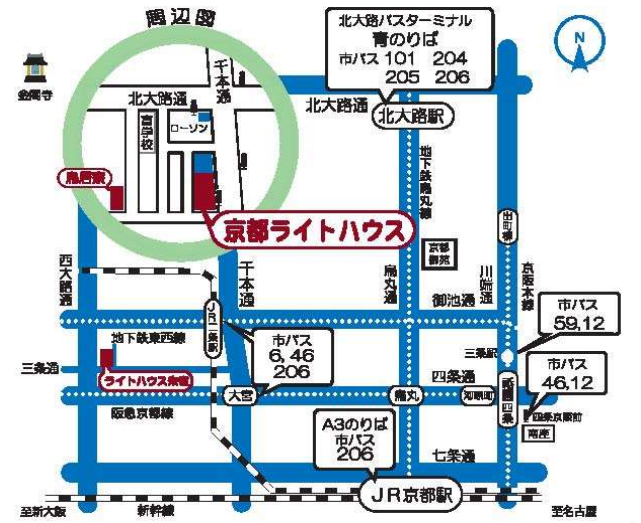 周辺図
千本通
金閣寺
北大路通
盲学校
ローソン
鳥居寮
京都ライトハウス
北大路バスターミナル
青のりば
市バス 101 204
205 206
北大路通
北大路駅
地下鉄烏丸線
N
出町柳
京都
御苑
川端通
京阪本線
西大路通
千本通
烏丸通
御池通
JR二条駅
市バス
59,12
地下鉄東西線
三条通
ライトハウス朱雀
市バス
6, 46
206
三条駅
市バス
46,12
四条通
大宮
烏丸
河原町
祇園四条
四条京阪前
南座
阪急京都線
A3のりば
市バス
206
七条通
JR京都駅
至新大阪
新幹線
至名古屋